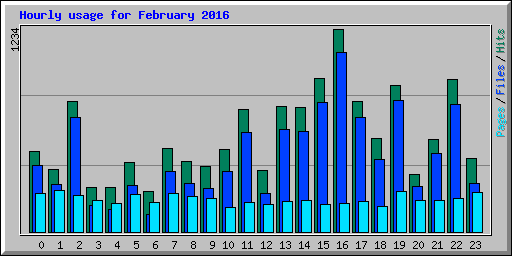 Hourly usage for February 2016
1234
Pages/Files/Hits
0 1 2 3 4 5 6 7 8 9 10 11 12 13 14 15 16 17 18 19 20 21 22 23